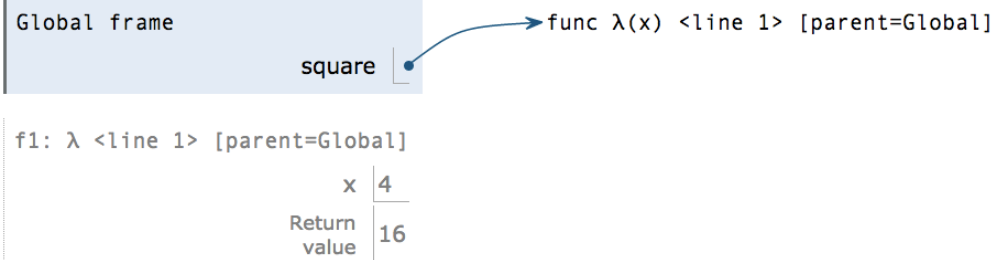 Global frame
func λ(x) <line 1> [parent=Global]
square
f1: λ <line 1> [parent=Global]
x 4
Return
value 16